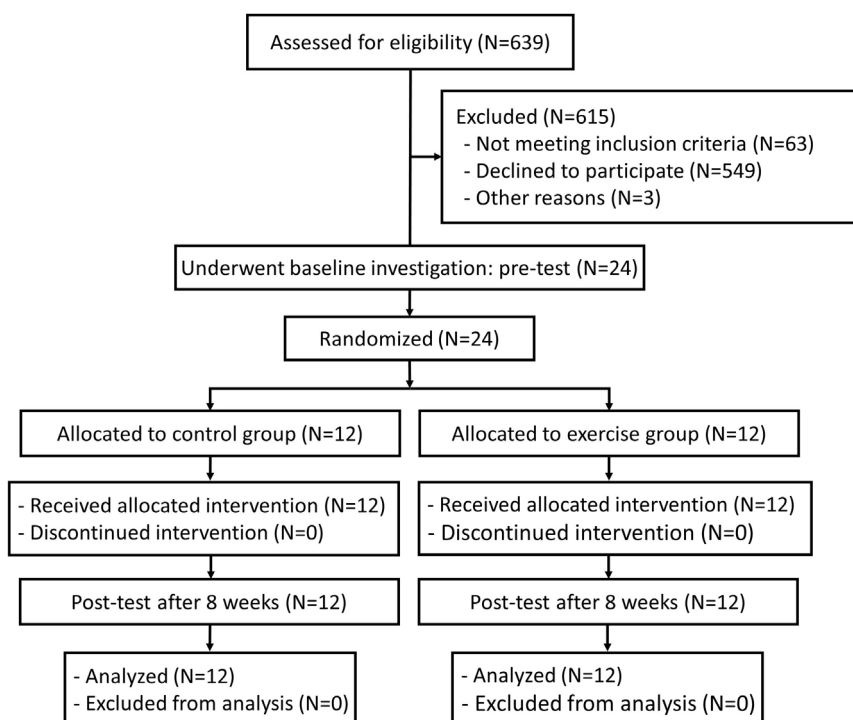 Assessed for eligibility (N=639)
Excluded (N=615)
- Not meeting inclusion criteria (N=63)
- Declined to participate (N=549)
- Other reasons (N=3)
Underwent baseline investigation: pre-test (N=24)
Randomized (N=24)
Allocated to control group (N=12)
Allocated to exercise group (N=12)
- Received allocated intervention (N=12)
- Discontinued intervention (N=0)
- Received allocated intervention (N=12)
- Discontinued intervention (N=0)
Post-test after 8 weeks (N=12)
Post-test after 8 weeks (N=12)
- Analyzed (N=12)
- Excluded from analysis (N=0)
- Analyzed (N=12)
- Excluded from analysis (N=0)